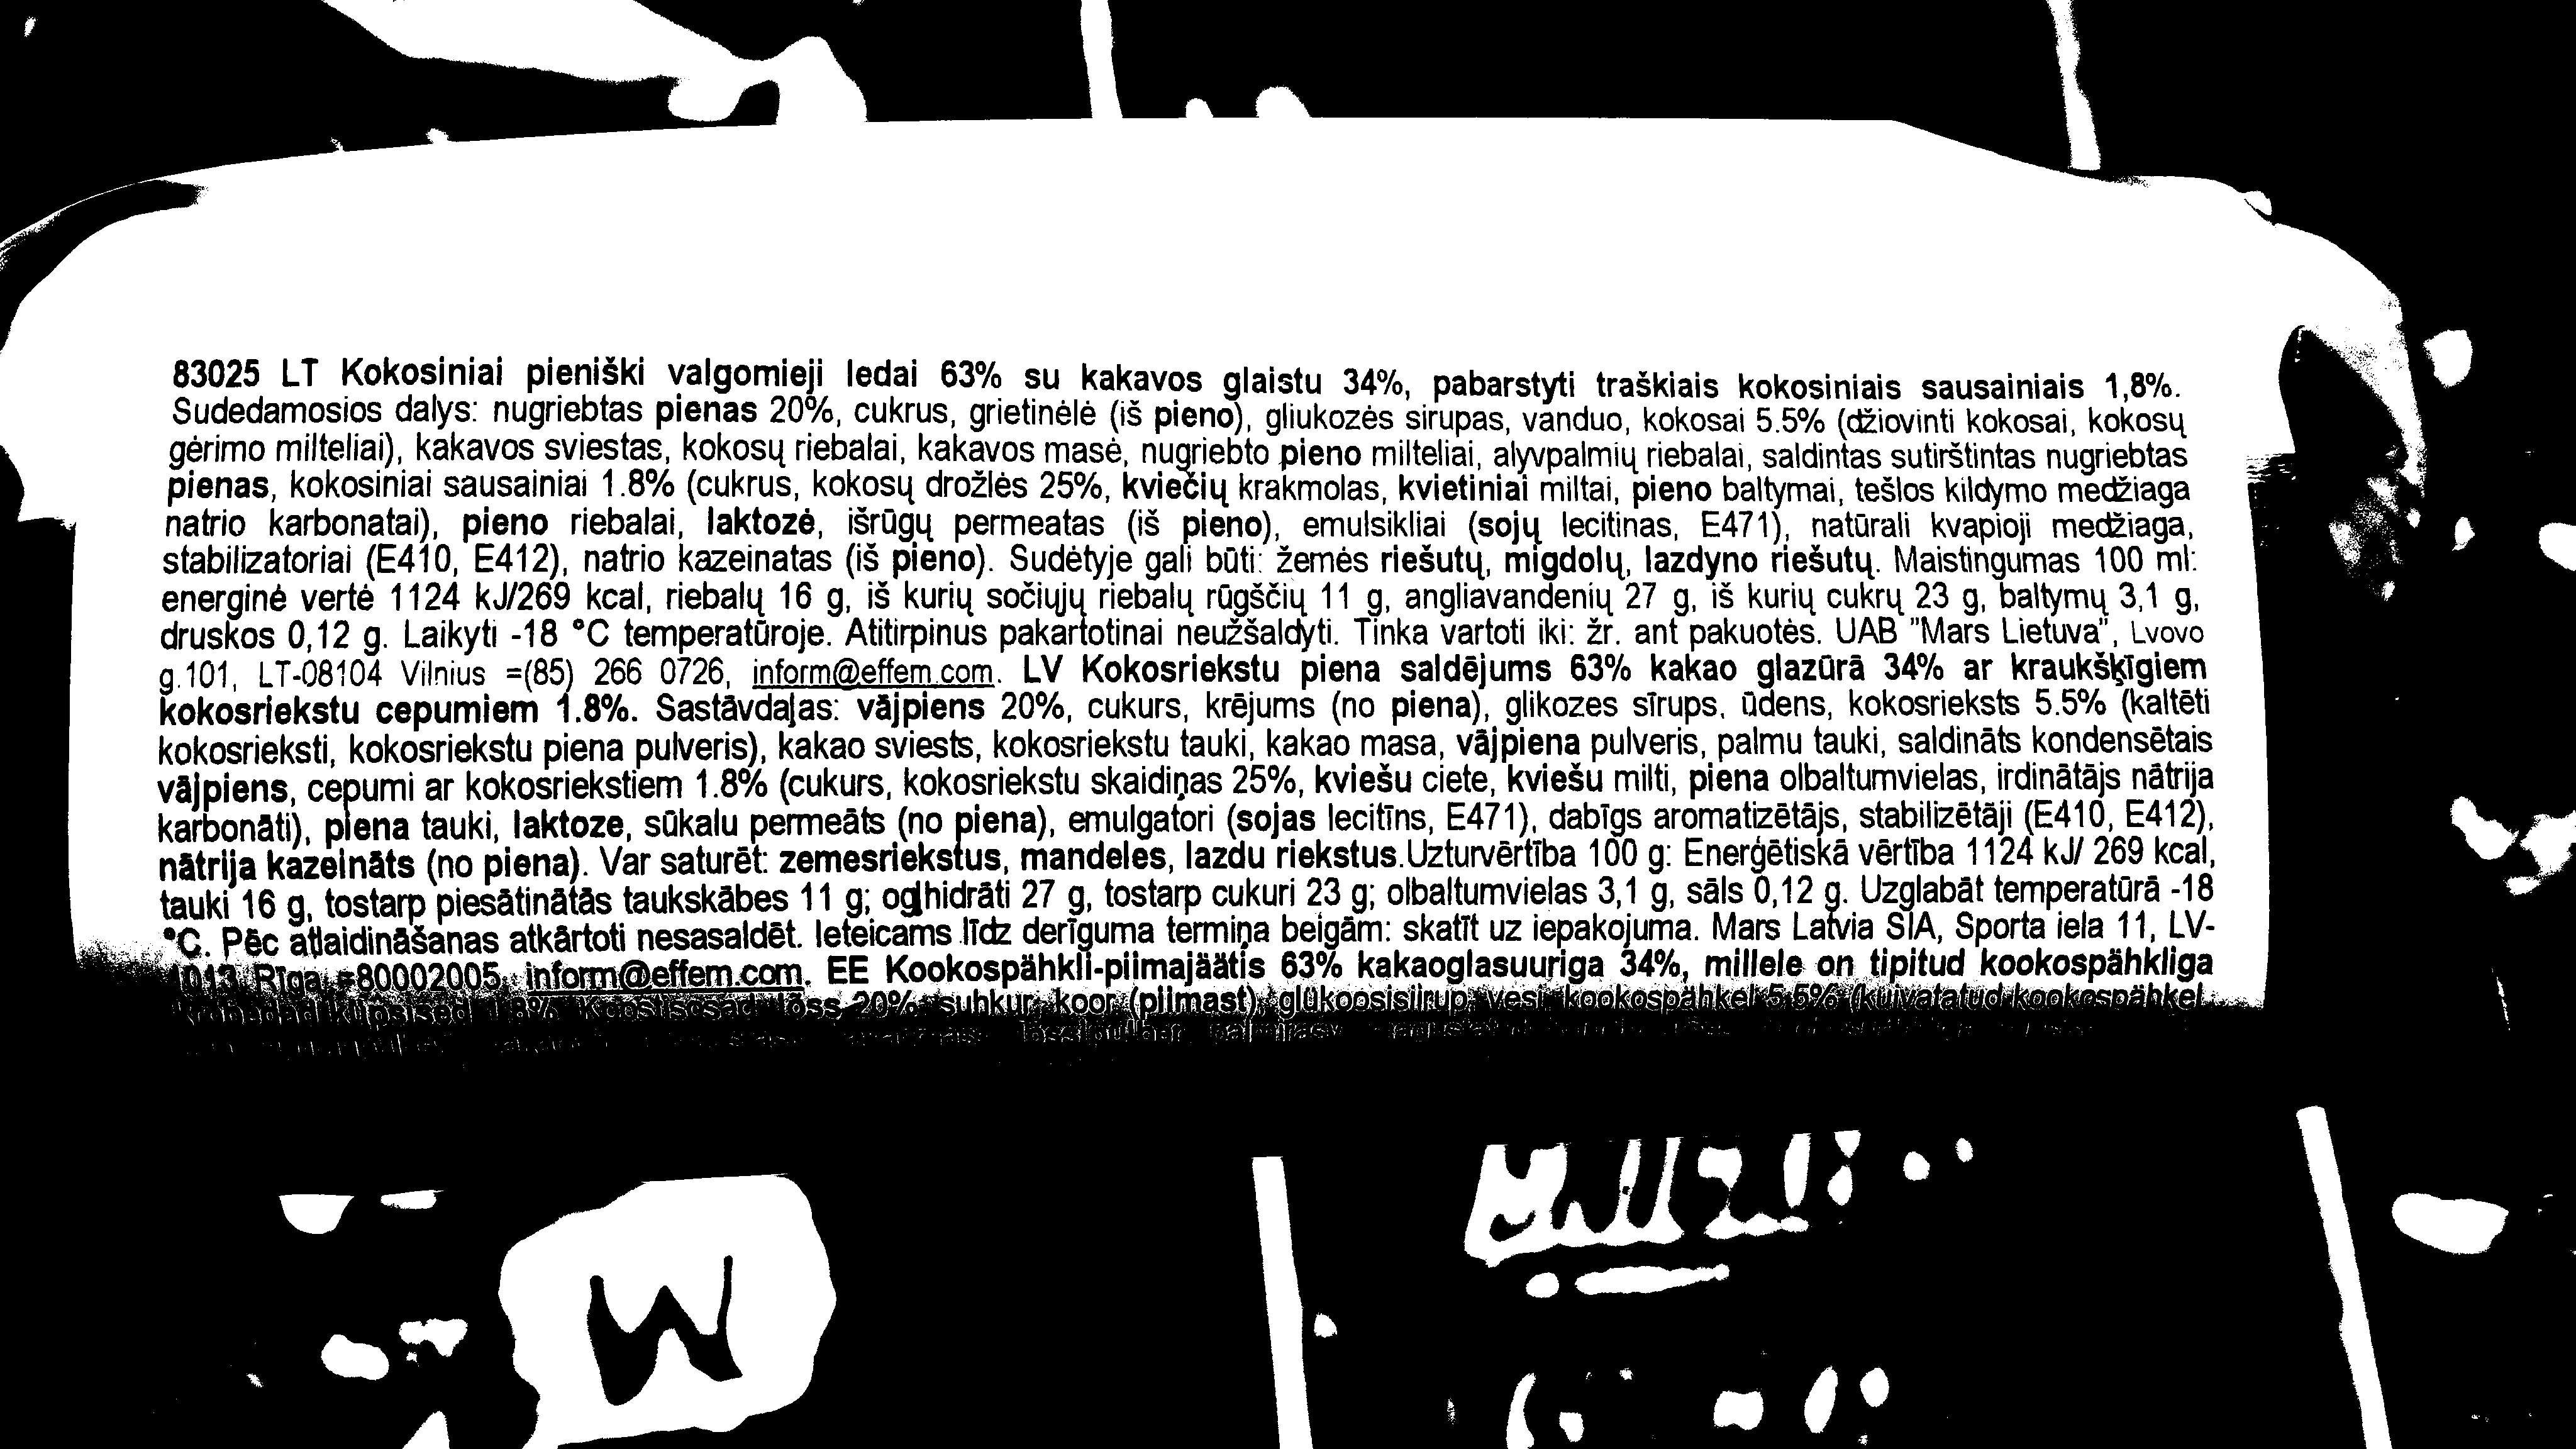 83025 LT Kokosiniai pieniški valgomieji ledai 63% su kakavos glaistu 34%, pabarstyti traškiais kokosiniais sausainiais 1,8%.
Sudedamosios dalys: nugriebtas pienas 20%, cukrus, grietinėlė (iš pieno), gliukozės sirupas, vanduo, kokosai 5.5% (džiovinti kokosai, kokosų
gėrimo milteliai), kakavos sviestas, kokosų riebalai, kakavos masė, nugriebto pieno milteliai, alyvpalmių riebalai, saldintas sutirštintas nugriebtas
pienas, kokosiniai sausainiai 1.8% (cukrus, kokosų drožlės 25%, kviečių krakmolas, kvietiniai miltai, pieno baltymai, tešlos kildymo medžiaga
natrio karbonatai), pieno riebalai, laktozė, išrūgų permeatas (iš pieno), emulsikliai (sojų lecitinas, E471), natūrali kvapioji medžiaga,
stabilizatoriai (E410, E412), natrio kazeinatas (iš pieno). Sudėtyje gali būti: žemės riešutų, migdolų, lazdyno riešutų. Maistingumas 100 ml:
energinė vertė 1124 kJ/269 kcal, riebalų 16 g, iš kurių sočiųjų riebalų rūgščių 11 g, angliavandenių 27 g, iš kurių cukrų 23 g, baltymų 3,1 g,
druskos 0,12 g. Laikyti -18 °C temperatūroje. Atitirpinus pakartotinai neužšaldyti. Tinka vartoti iki: žr. ant pakuotės. UAB "Mars Lietuva", Lvovo
g.101, LT-08104 Vilnius =(85) 266 0726, inform@effem.com. LV Kokosriekstu piena saldējums 63% kakao glazūrā 34% ar kraukšķīgiem
kokosriekstu cepumiem 1.8%. Sastāvdaļas: vājpiens 20%, cukurs, krējums (no piena), glikozes sīrups, ūdens, kokosrieksts 5.5% (kaltēti
kokosrieksti, kokosriekstu piena pulveris), kakao sviests, kokosriekstu tauki, kakao masa, vājpiena pulveris, palmu tauki, saldināts kondensētais
vājpiens, cepumi ar kokosriekstiem 1.8% (cukurs, kokosriekstu skaidiņas 25%, kviešu ciete, kviešu milti, piena olbaltumvielas, irdinātājs nātrija
karbonāti), piena tauki, laktoze, sūkalu permeāts (no piena), emulgatori (sojas lecitīns, E471), dabīgs aromatizētājs, stabilizētāji (E410, E412),
nātrija kazeināts (no piena). Var saturēt: zemesriekstus, mandeles, lazdu riekstus.Uzturvērtība 100 g: Enerģētiskā vērtība 1124 kJ/ 269 kcal,
tauki 16 g, tostarp piesātinātās taukskābes 11 g; ogļhidrāti 27 g, tostarp cukuri 23 g; olbaltumvielas 3,1 g, sāls 0,12 g. Uzglabāt temperatūrā -18
°C. Pēc atlaidināšanas atkārtoti nesasaldēt. Ieteicams līdz derīguma termiņa beigām: skatīt uz iepakojuma. Mars Latvia SIA, Sporta iela 11, LV-
1013 Rīga =80002005, inform@effem.com. EE Kookospähkli-piimajäätis 63% kakaoglasuuriga 34%, millele on tipitud kookospähkliga
küpsised 1.8% Koostisosad lõss 20%, suhkur, koor (piimast), glükoosisiirup, vesi, kookospähkel 5.5% (kuivatatud kookospähkel,
W